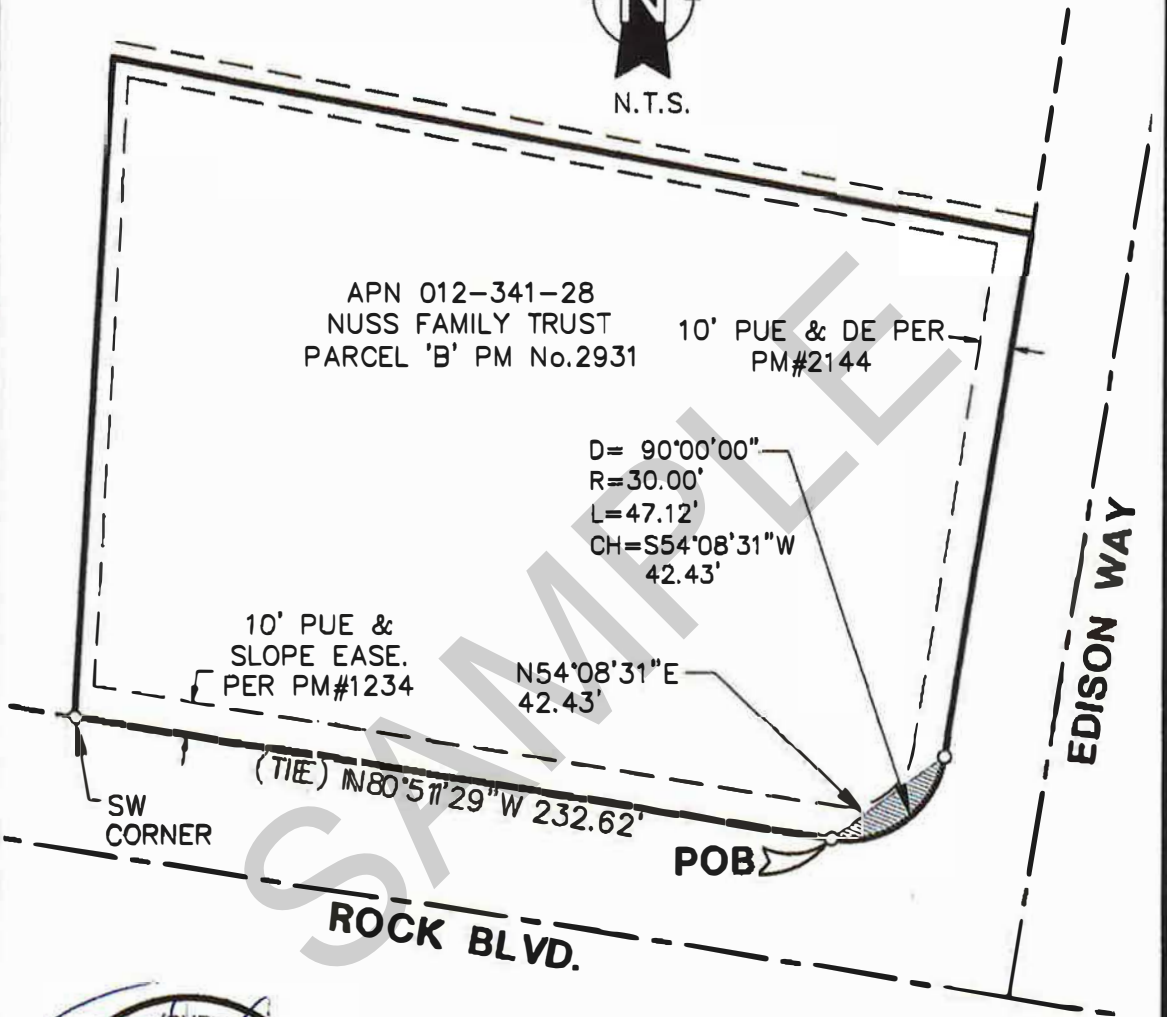 N
N.T.S.
APN 012-341-28
NUSS FAMILY TRUST
PARCEL 'B' PM No.2931
10' PUE & DE PER
PM#2144
D= 90°00'00"
R=30.00'
L=47.12'
CH=S54°08'31"W
42.43'
10' PUE &
SLOPE EASE.
PER PM#1234
N54°08'31"E
42.43'
EDISON WAY
(TIE) N80°51'29"W 232.62'
SW
CORNER
POB
ROCK BLVD.
SAMPLE